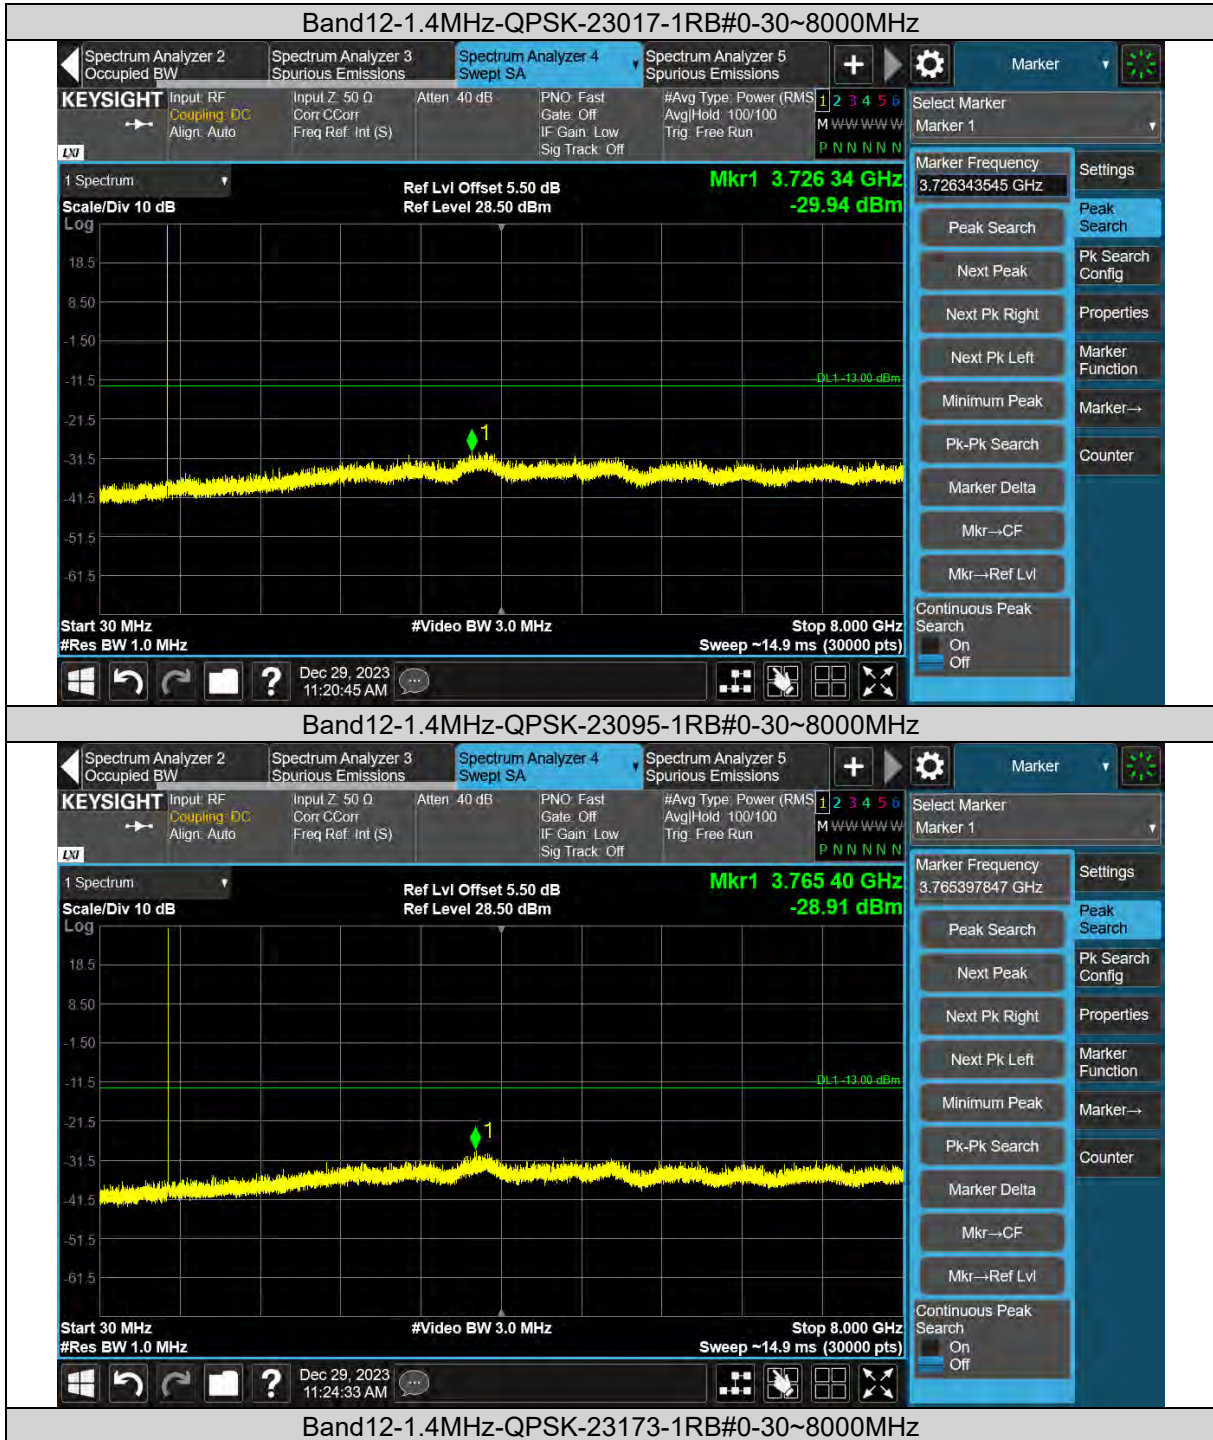 Band12-1.4MHz-QPSK-23017-1RB#0-30~8000MHz
Spectrum Analyzer 2
Occupied BW
Spectrum Analyzer 3
Spurious Emissions
Spectrum Analyzer 4
Swept SA
Spectrum Analyzer 5
Spurious Emissions
Marker
KEYSIGHT
LXI
Input: RF
Coupling: DC
Align: Auto
Input Z: 50 Ω
Corr CCorr
Freq Ref: Int (S)
Atten: 40 dB
PNO: Fast
Gate: Off
IF Gain: Low
Sig Track: Off
#Avg Type: Power (RMS
Avg|Hold: 100/100
Trig: Free Run
1 2 3 4 5 6
M W W W W W
P N N N N N
Select Marker
Marker 1
1 Spectrum
Scale/Div 10 dB
Log
Ref Lvl Offset 5.50 dB
Ref Level 28.50 dBm
Mkr1 3.726 34 GHz
-29.94 dBm
18.5
8.50
-1.50
-11.5
-21.5
-31.5
-41.5
-51.5
-61.5
DL1 -13.00 dBm
1
Start 30 MHz
#Res BW 1.0 MHz
#Video BW 3.0 MHz
Stop 8.000 GHz
Sweep ~14.9 ms (30000 pts)
Marker Frequency
3.726343545 GHz
Peak Search
Next Peak
Next Pk Right
Next Pk Left
Minimum Peak
Pk-Pk Search
Marker Delta
Mkr→CF
Mkr→Ref Lvl
Continuous Peak
Search
On
Off
Settings
Peak
Search
Pk Search
Config
Properties
Marker
Function
Marker→
Counter
?
Dec 29, 2023
11:20:45 AM
Band12-1.4MHz-QPSK-23095-1RB#0-30~8000MHz
Spectrum Analyzer 2
Occupied BW
Spectrum Analyzer 3
Spurious Emissions
Spectrum Analyzer 4
Swept SA
Spectrum Analyzer 5
Spurious Emissions
Marker
KEYSIGHT
LXI
Input: RF
Coupling: DC
Align: Auto
Input Z: 50 Ω
Corr CCorr
Freq Ref: Int (S)
Atten: 40 dB
PNO: Fast
Gate: Off
IF Gain: Low
Sig Track: Off
#Avg Type: Power (RMS
Avg|Hold: 100/100
Trig: Free Run
1 2 3 4 5 6
M W W W W W
P N N N N N
Select Marker
Marker 1
1 Spectrum
Scale/Div 10 dB
Log
Ref Lvl Offset 5.50 dB
Ref Level 28.50 dBm
Mkr1 3.765 40 GHz
-28.91 dBm
18.5
8.50
-1.50
-11.5
-21.5
-31.5
-41.5
-51.5
-61.5
DL1 -13.00 dBm
1
Start 30 MHz
#Res BW 1.0 MHz
#Video BW 3.0 MHz
Stop 8.000 GHz
Sweep ~14.9 ms (30000 pts)
Marker Frequency
3.765397847 GHz
Peak Search
Next Peak
Next Pk Right
Next Pk Left
Minimum Peak
Pk-Pk Search
Marker Delta
Mkr→CF
Mkr→Ref Lvl
Continuous Peak
Search
On
Off
Settings
Peak
Search
Pk Search
Config
Properties
Marker
Function
Marker→
Counter
?
Dec 29, 2023
11:24:33 AM
Band12-1.4MHz-QPSK-23173-1RB#0-30~8000MHz